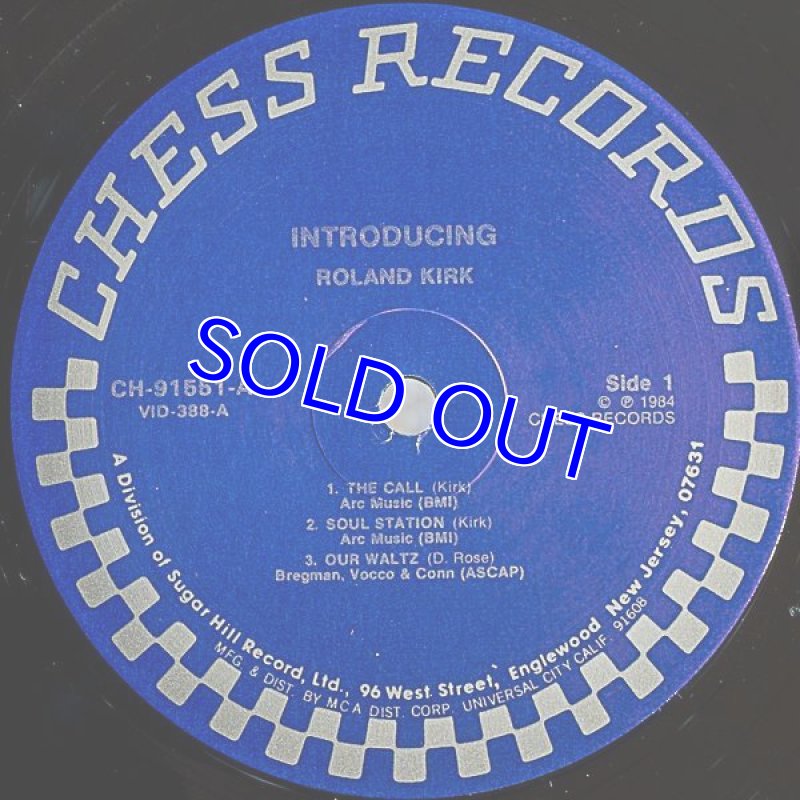 CHESS RECORDS
INTRODUCING
ROLAND KIRK
SOLD OUT
CH-91551-A
VID-388-A
Side 1
© ℗ 1984
RECORDS
1. THE CALL (Kirk)
Arc Music (BMI)
2. SOUL STATION (Kirk)
Arc Music (BMI)
3. OUR WALTZ (D. Rose)
Bregman, Vocco & Conn (ASCAP)
A Division of Sugar Hill Record, Ltd., 96 West Street, Englewood New Jersey, 07631
MFG. & DIST. BY MCA DIST. CORP. UNIVERSAL CITY CALIF. 91608